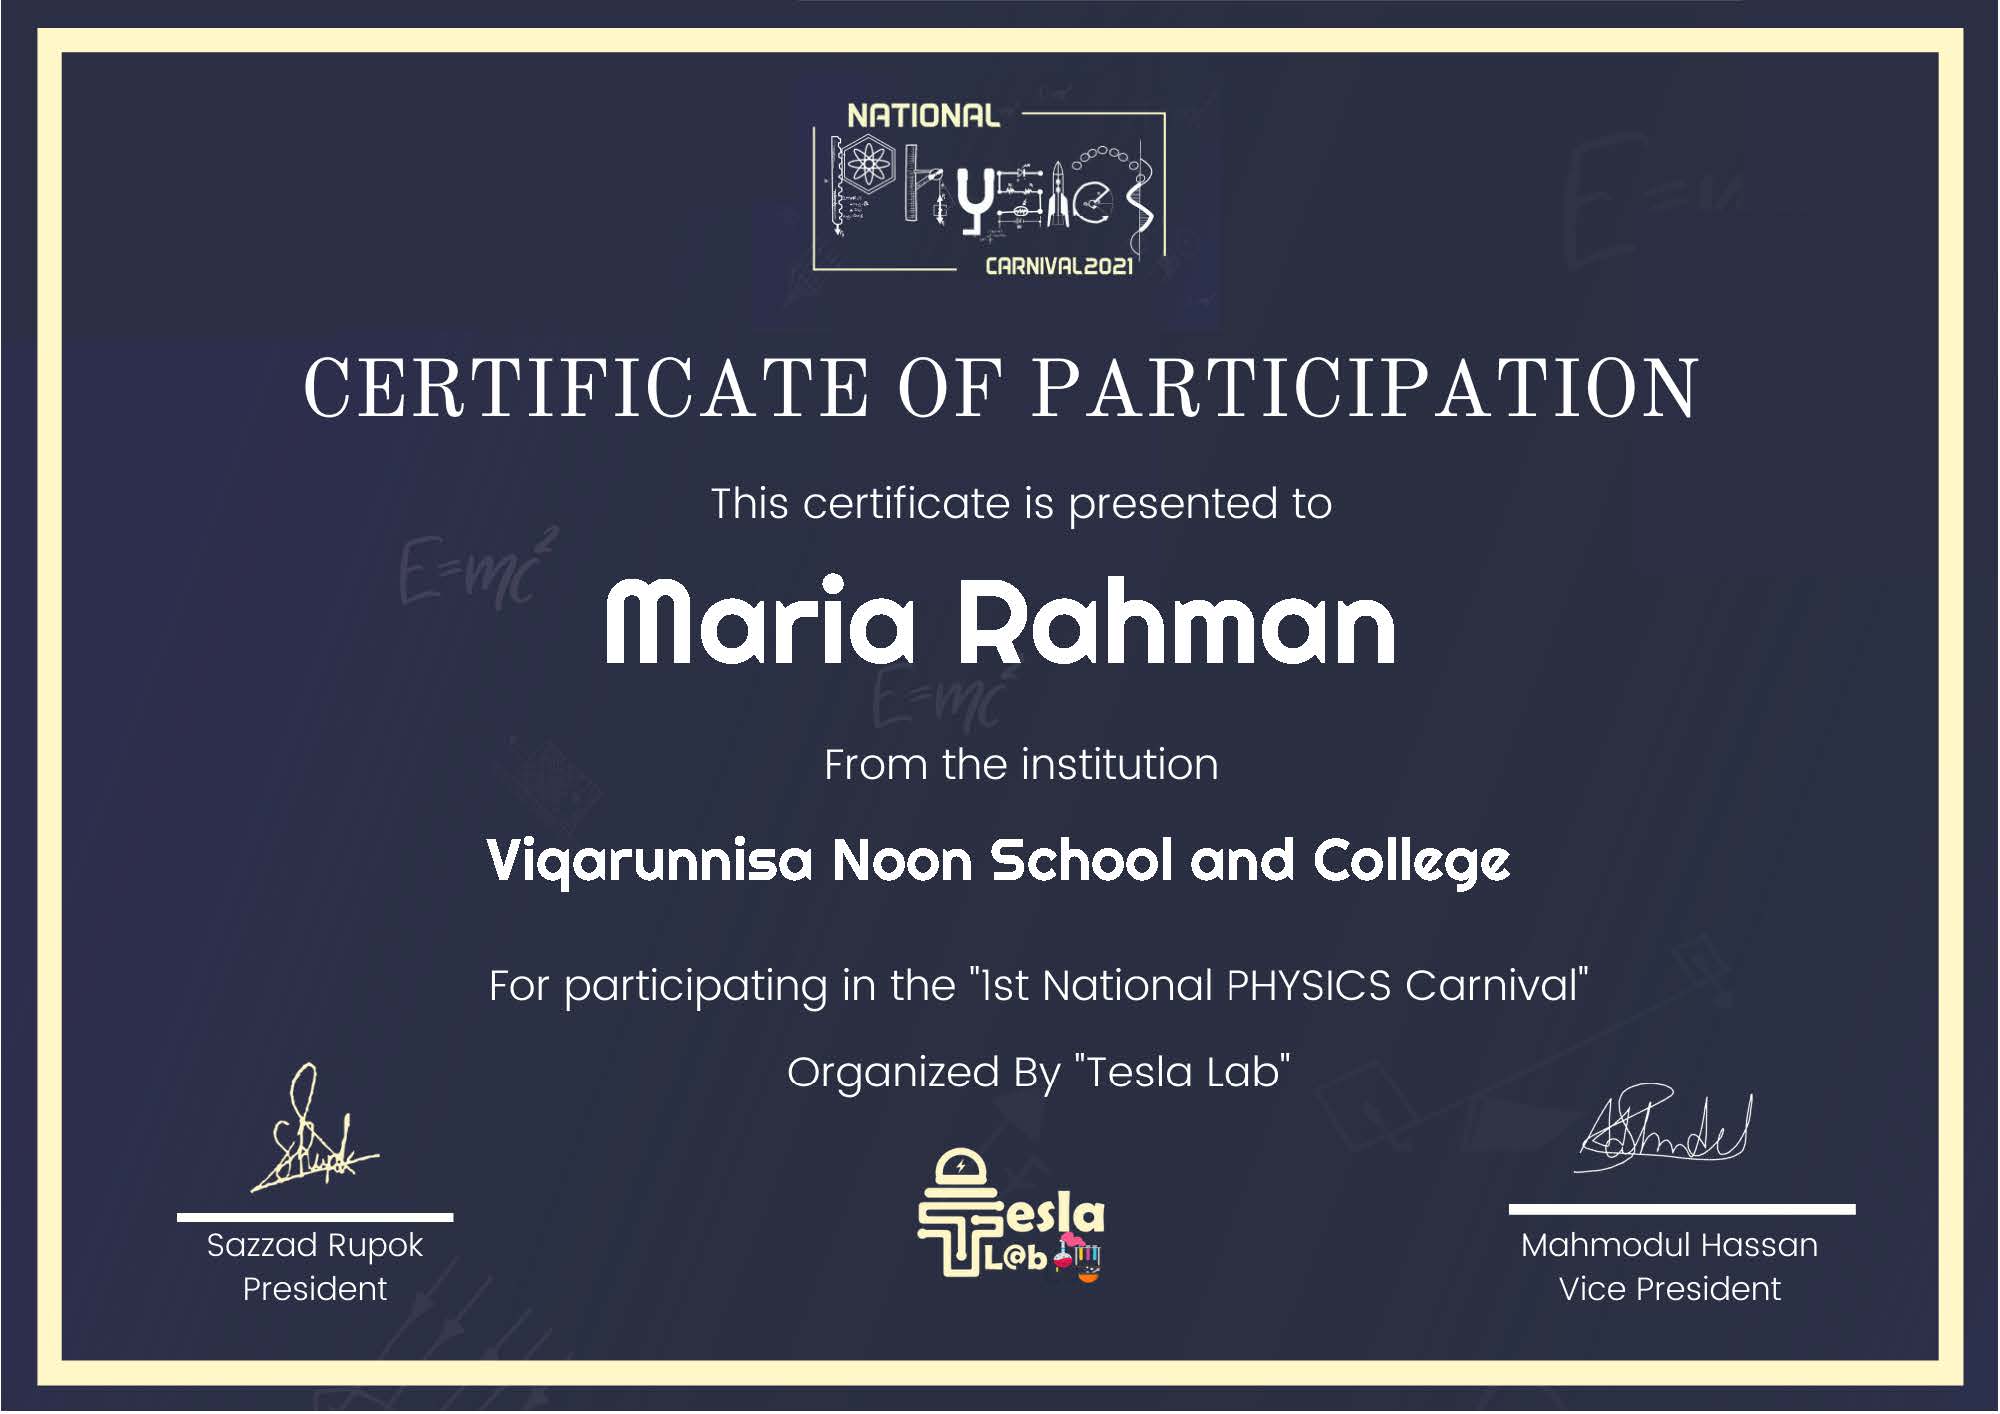 NATIONAL
Physics
CARNIVAL2021
CERTIFICATE OF PARTICIPATION
This certificate is presented to
E=mc²
Maria Rahman
E=mc²
From the institution
Viqarunnisa Noon School and College
For participating in the "1st National PHYSICS Carnival"
Organized By "Tesla Lab"
Tesla
L@b
Sazzad Rupok
President
Mahmodul Hassan
Vice President